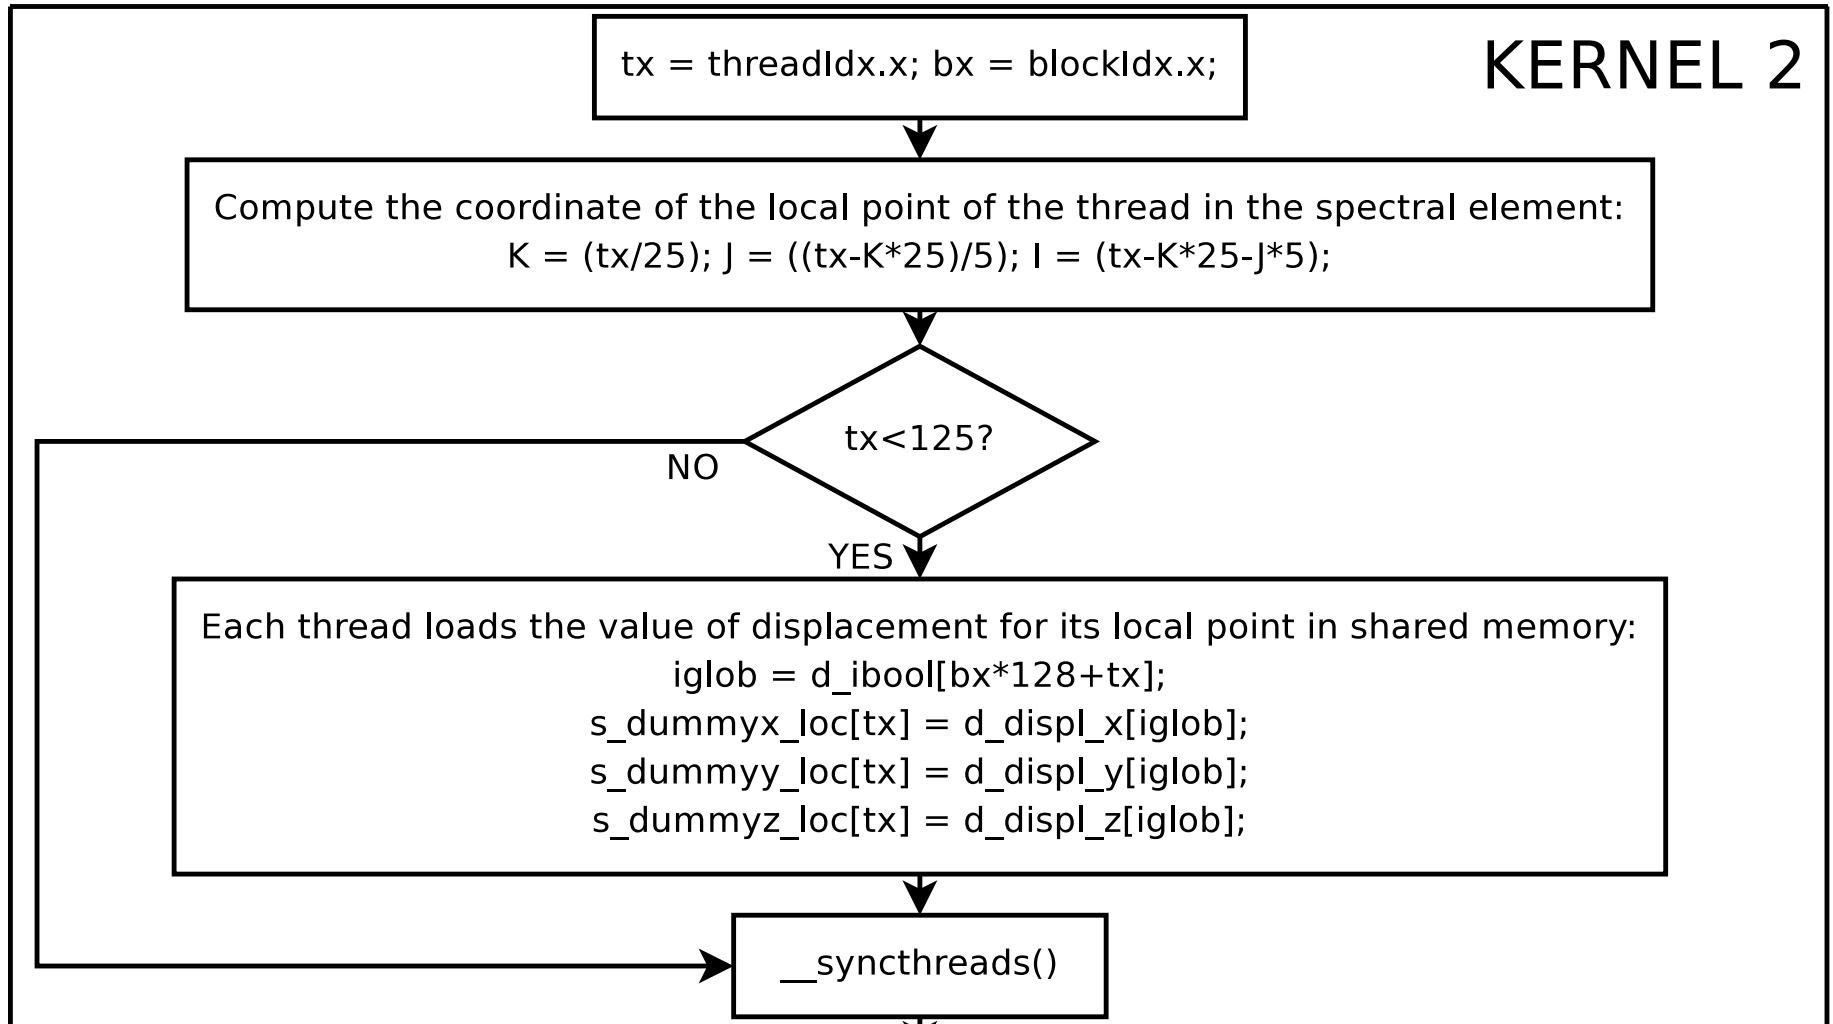 KERNEL 2
tx = threadIdx.x; bx = blockIdx.x;
Compute the coordinate of the local point of the thread in the spectral element:
K = (tx/25); J = ((tx-K*25)/5); I = (tx-K*25-J*5);
tx<125?
NO
YES
Each thread loads the value of displacement for its local point in shared memory:
iglob = d_ibool[bx*128+tx];
s_dummyx_loc[tx] = d_displ_x[iglob];
s_dummyy_loc[tx] = d_displ_y[iglob];
s_dummyz_loc[tx] = d_displ_z[iglob];
__syncthreads()